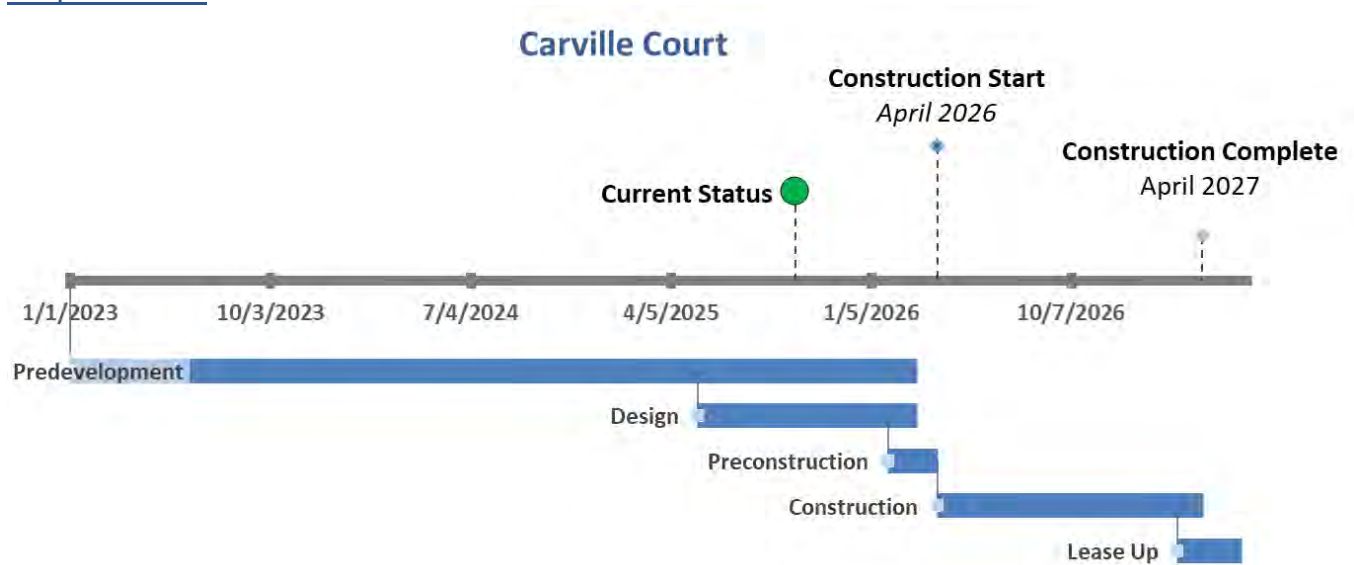 Carville Court
Construction Start
April 2026
Construction Complete
April 2027
Current Status
1/1/2023
10/3/2023
7/4/2024
4/5/2025
1/5/2026
10/7/2026
Predevelopment
Design
Preconstruction
Construction
Lease Up